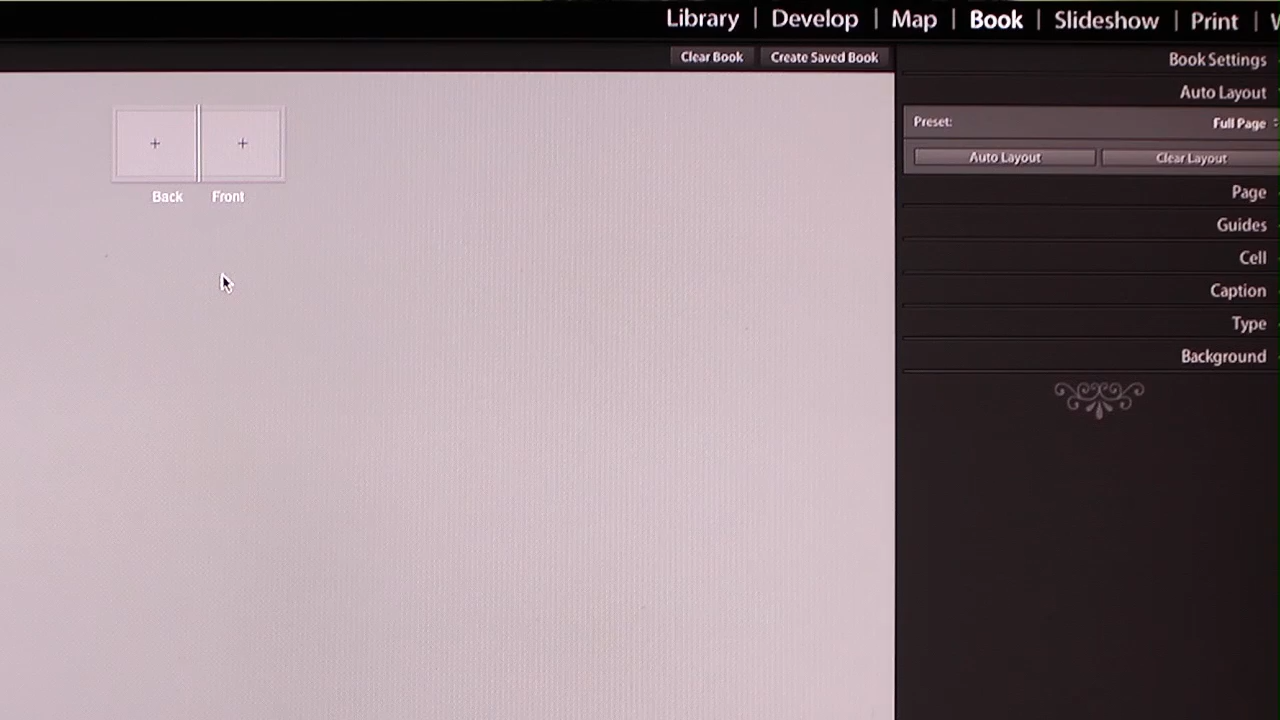 Library | Develop | Map | Book | Slideshow | Print |
Clear Book Create Saved Book
Book Settings
Auto Layout
Preset: Full Page
Auto Layout Clear Layout
Back Front
Page
Guides
Cell
Caption
Type
Background